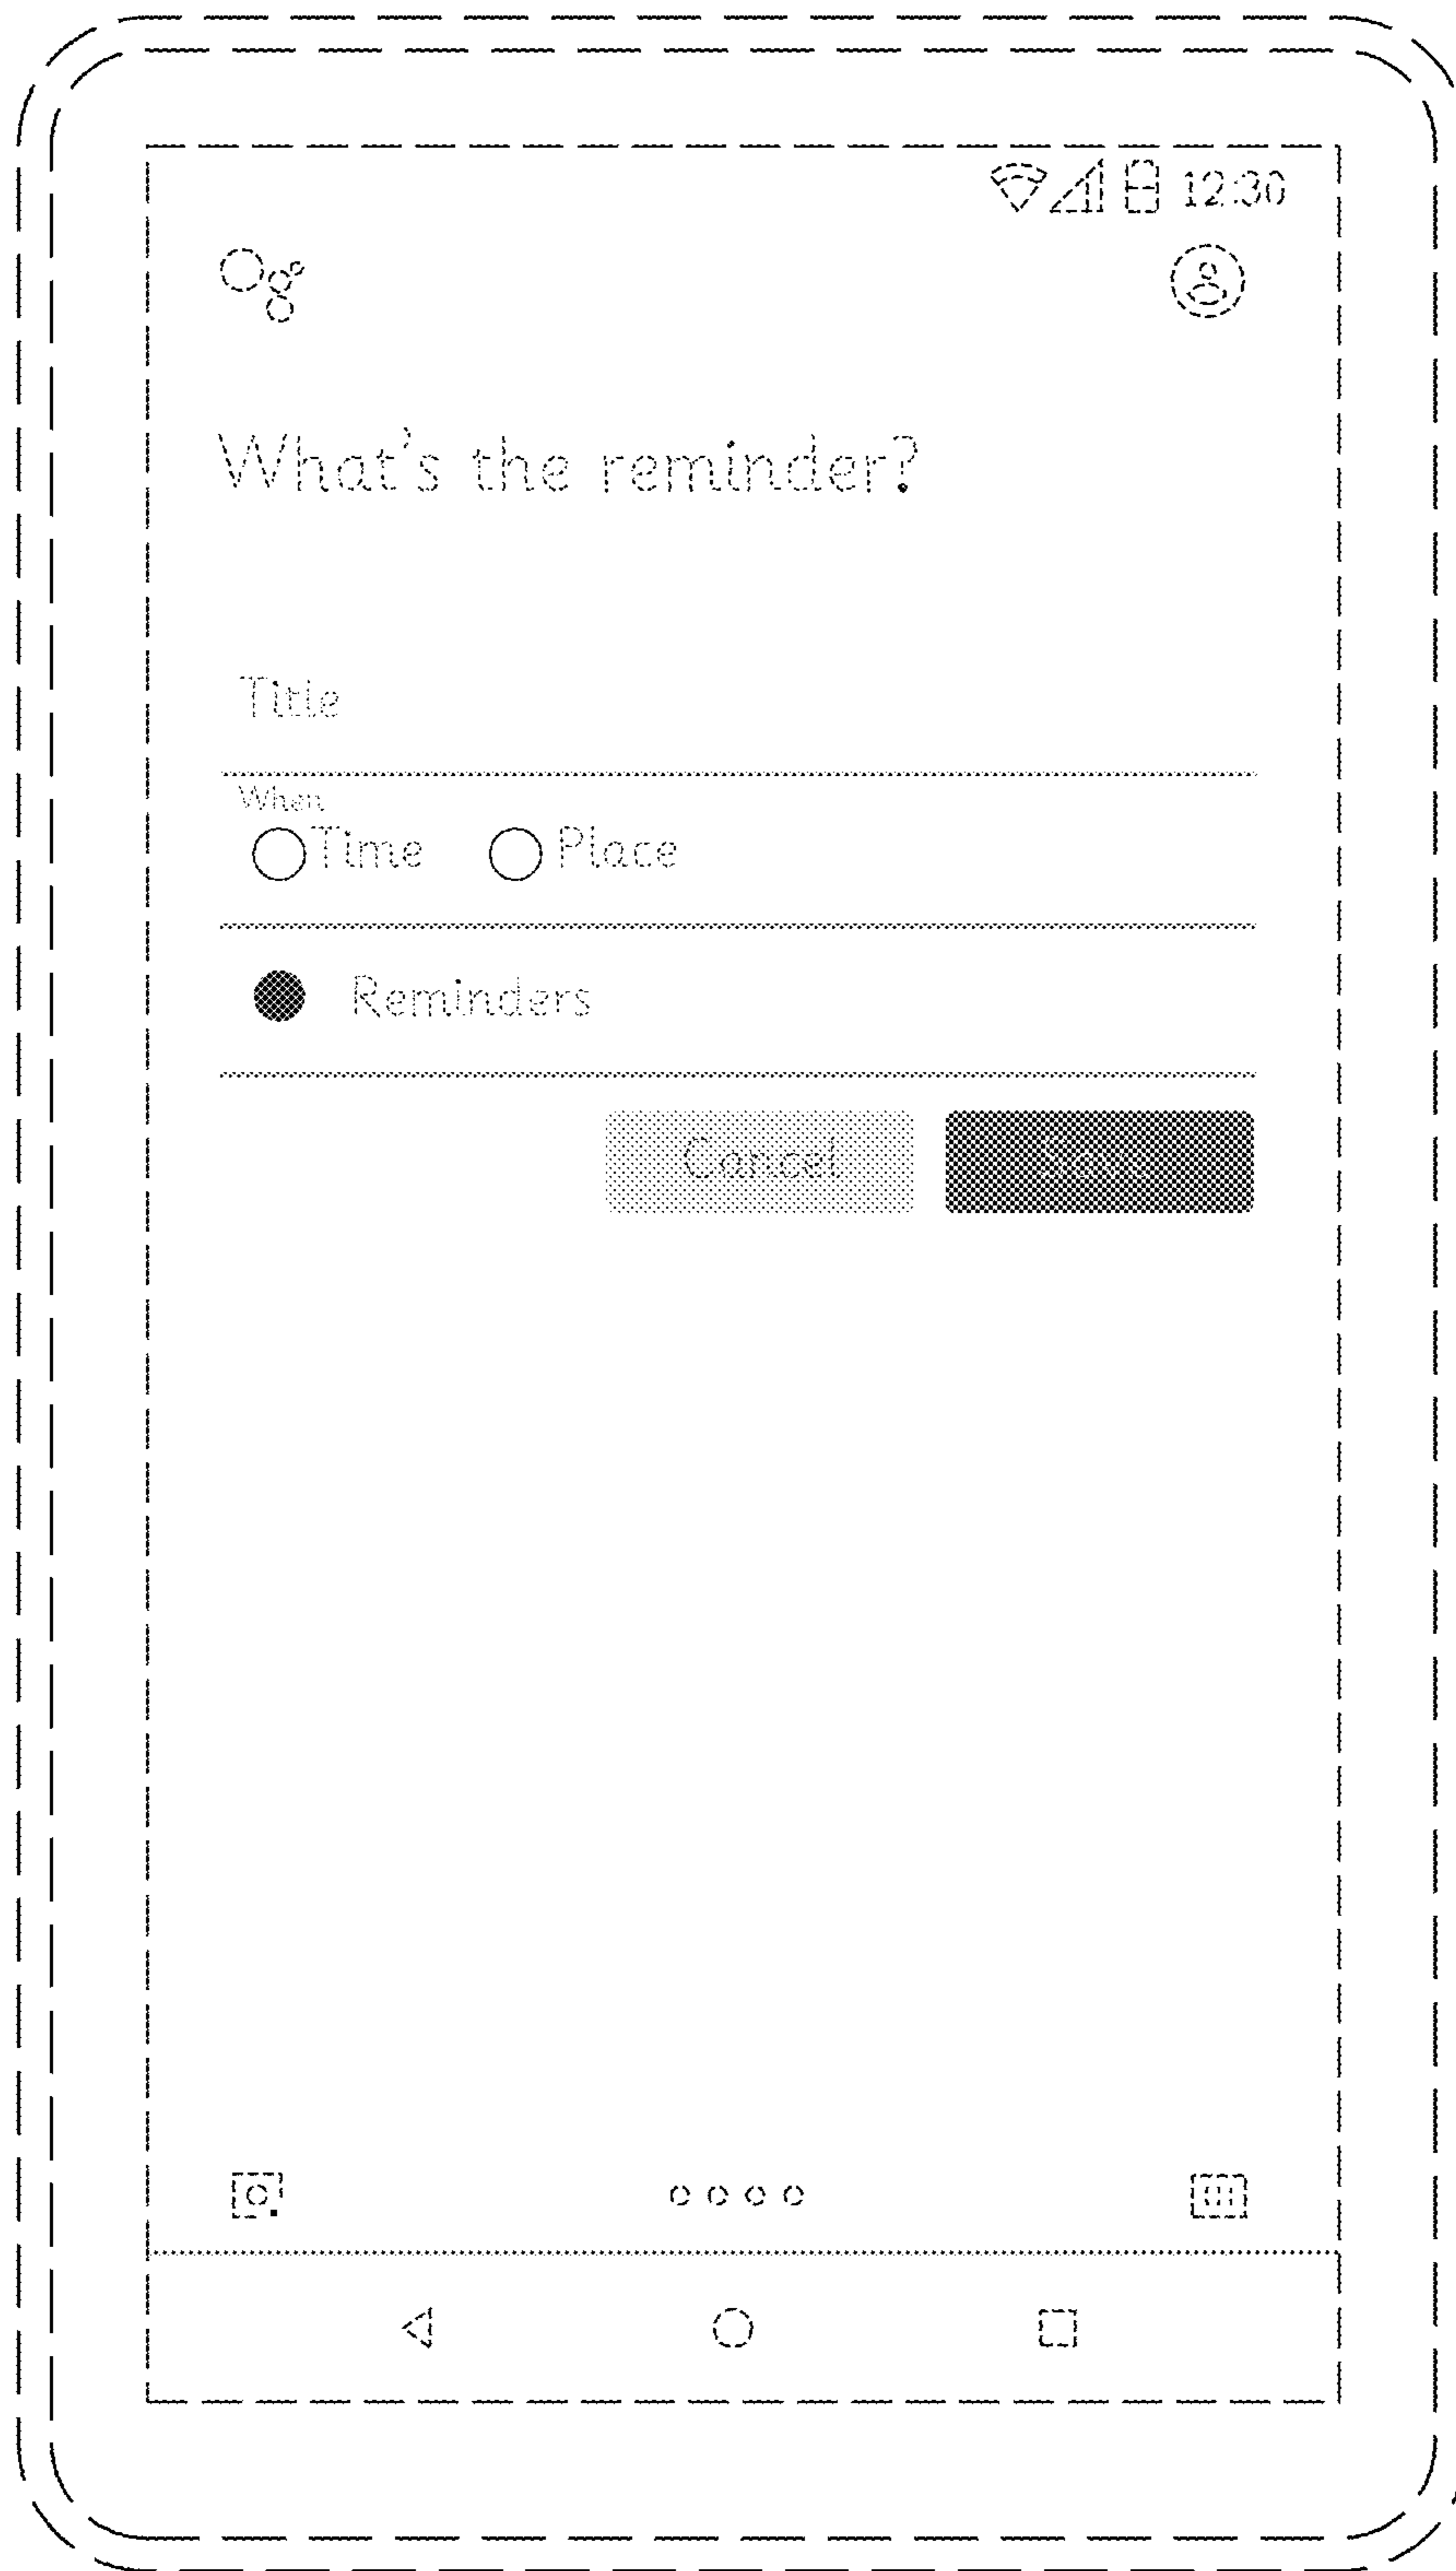 12:30
What's the reminder?
Title
When
Time Place
Reminders
Cancel